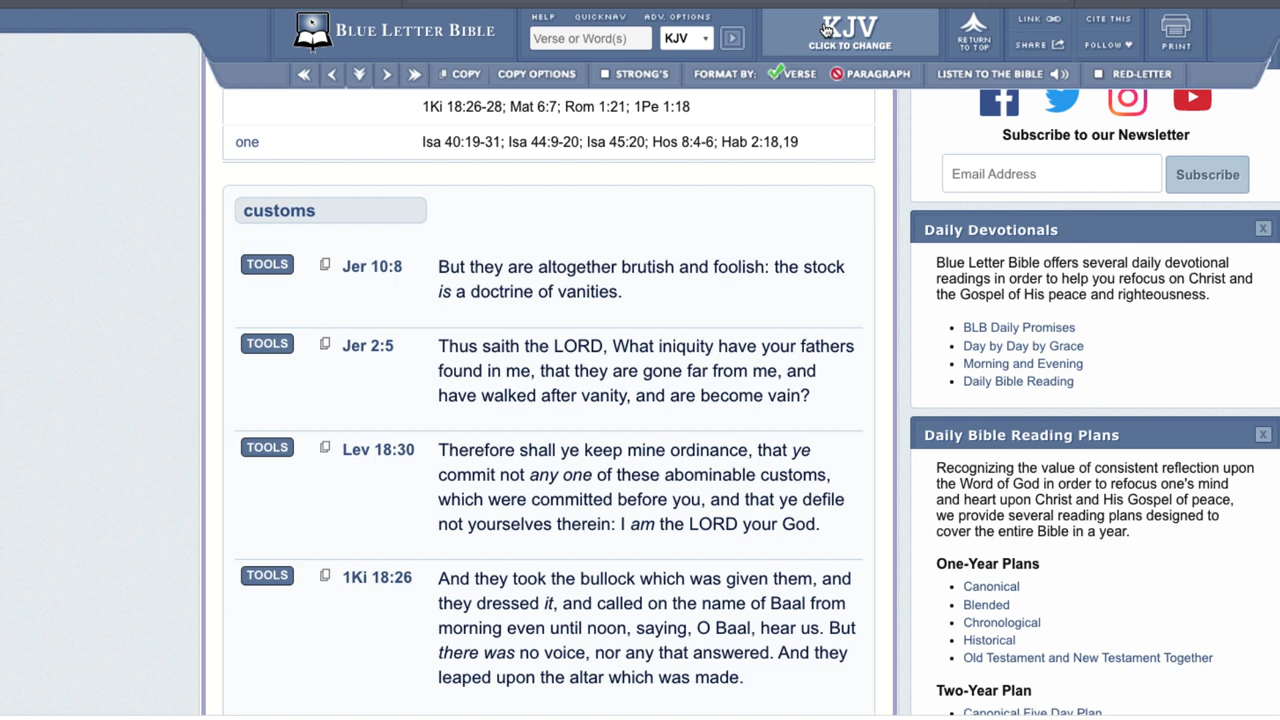 BLUE LETTER BIBLE
HELP QUICKNAV ADV. OPTIONS
Verse or Word(s) KJV
KJV
CLICK TO CHANGE
RETURN
TO TOP
LINK CITE THIS
SHARE FOLLOW
PRINT
COPY COPY OPTIONS STRONG'S FORMAT BY: VERSE PARAGRAPH LISTEN TO THE BIBLE RED-LETTER
1Ki 18:26-28; Mat 6:7; Rom 1:21; 1Pe 1:18
one Isa 40:19-31; Isa 44:9-20; Isa 45:20; Hos 8:4-6; Hab 2:18,19
customs
TOOLS Jer 10:8 But they are altogether brutish and foolish: the stock
is a doctrine of vanities.
TOOLS Jer 2:5 Thus saith the LORD, What iniquity have your fathers
found in me, that they are gone far from me, and
have walked after vanity, and are become vain?
TOOLS Lev 18:30 Therefore shall ye keep mine ordinance, that ye
commit not any one of these abominable customs,
which were committed before you, and that ye defile
not yourselves therein: I am the LORD your God.
TOOLS 1Ki 18:26 And they took the bullock which was given them, and
they dressed it, and called on the name of Baal from
morning even until noon, saying, O Baal, hear us. But
there was no voice, nor any that answered. And they
leaped upon the altar which was made.
Subscribe to our Newsletter
Email Address Subscribe
Daily Devotionals X
Blue Letter Bible offers several daily devotional
readings in order to help you refocus on Christ and
the Gospel of His peace and righteousness.
BLB Daily Promises
Day by Day by Grace
Morning and Evening
Daily Bible Reading
Daily Bible Reading Plans X
Recognizing the value of consistent reflection upon
the Word of God in order to refocus one's mind
and heart upon Christ and His Gospel of peace,
we provide several reading plans designed to
cover the entire Bible in a year.
One-Year Plans
Canonical
Blended
Chronological
Historical
Old Testament and New Testament Together
Two-Year Plan
Canonical Five Day Plan